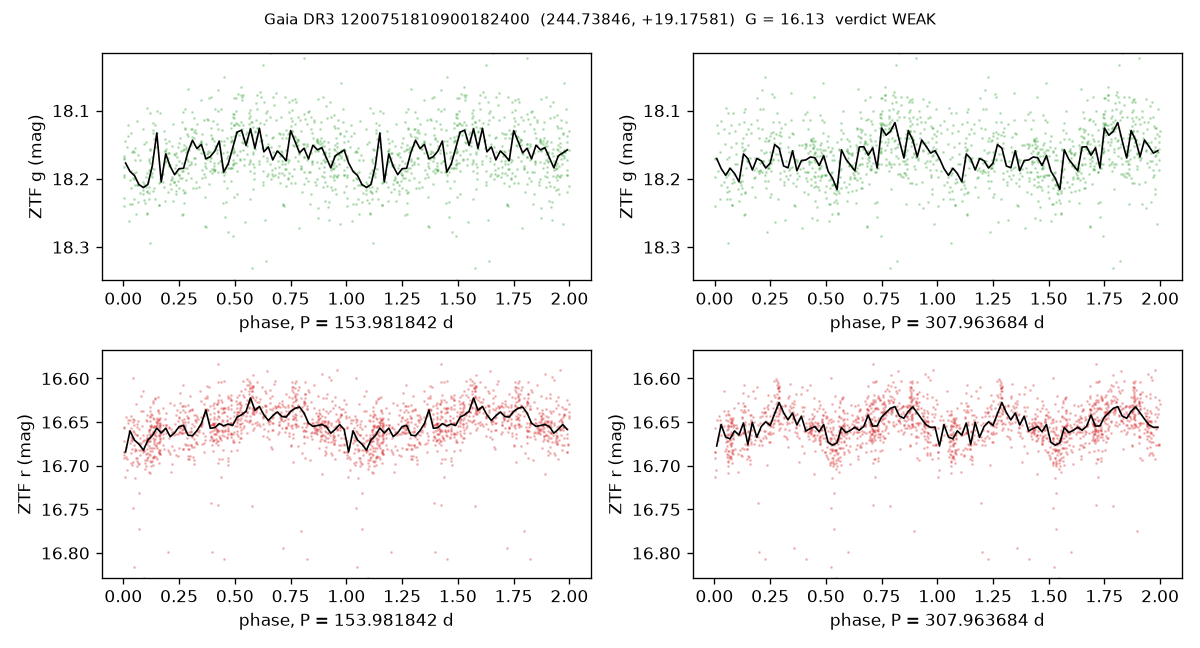 Gaia DR3 1200751810900182400 (244.73846, +19.17581) G = 16.13 verdict WEAK
ZTF g (mag)
18.1
18.2
18.3
0.00 0.25 0.50 0.75 1.00 1.25 1.50 1.75 2.00
phase, P = 153.981842 d
ZTF g (mag)
18.1
18.2
18.3
0.00 0.25 0.50 0.75 1.00 1.25 1.50 1.75 2.00
phase, P = 307.963684 d
ZTF r (mag)
16.60
16.65
16.70
16.75
16.80
0.00 0.25 0.50 0.75 1.00 1.25 1.50 1.75 2.00
phase, P = 153.981842 d
ZTF r (mag)
16.60
16.65
16.70
16.75
16.80
0.00 0.25 0.50 0.75 1.00 1.25 1.50 1.75 2.00
phase, P = 307.963684 d